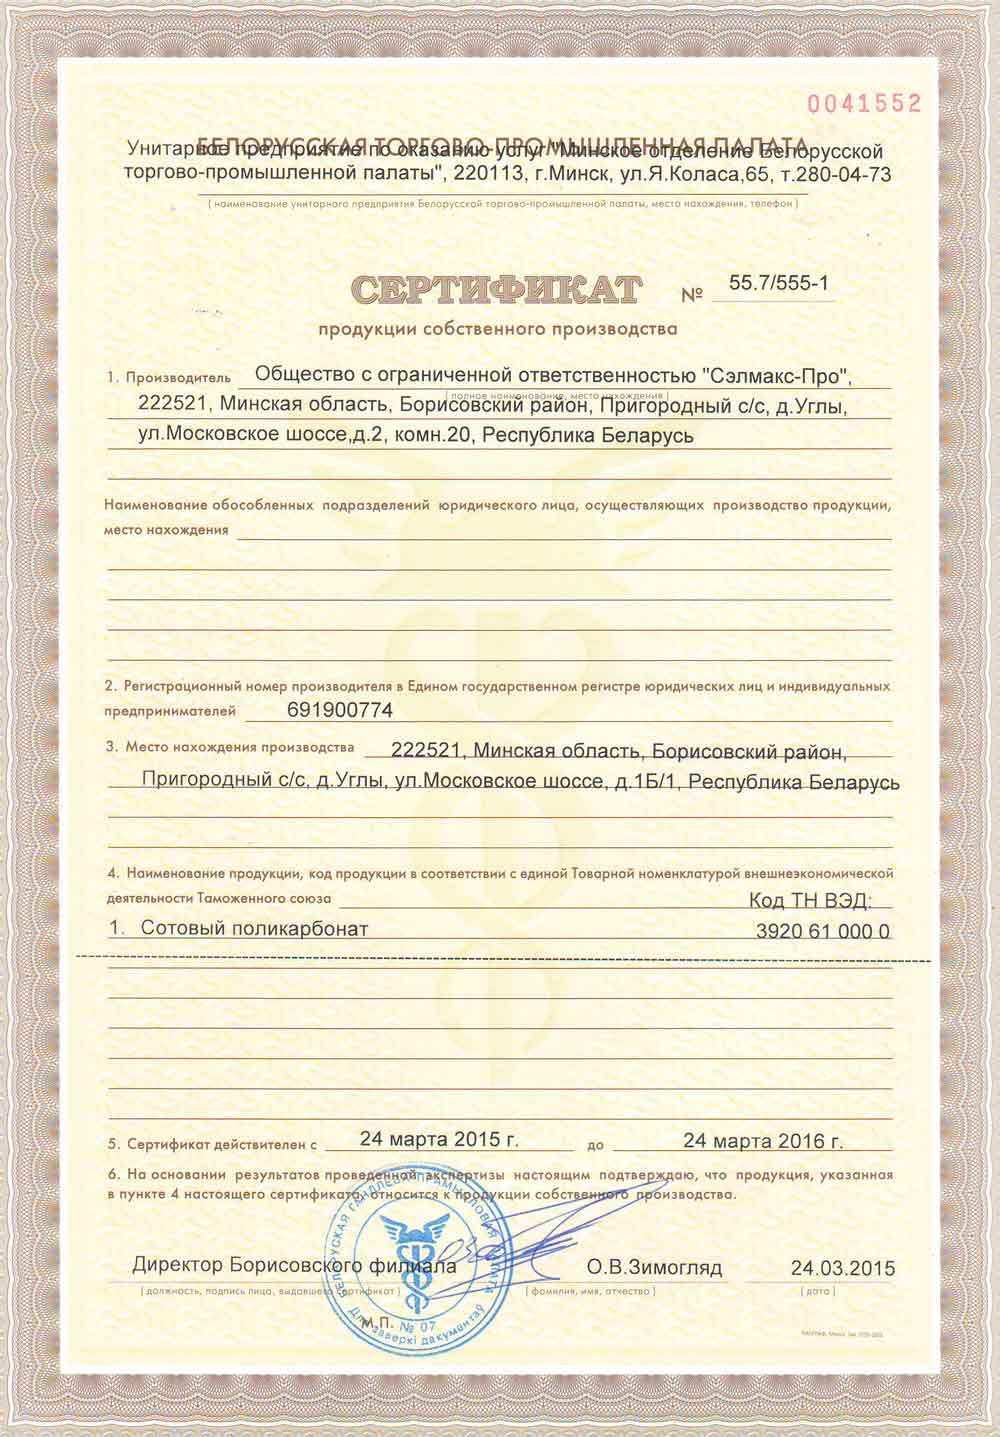 0041552
БЕЛОРУССКАЯ ТОРГОВО-ПРОМЫШЛЕННАЯ ПАЛАТА
Унитарное предприятие по оказанию услуг "Минское отделение Белорусской
торгово-промышленной палаты", 220113, г.Минск, ул.Я.Коласа,65, т.280-04-73
( наименование унитарного предприятия Белорусской торгово-промышленной палаты, место нахождения, телефон )
СЕРТИФИКАТ № 55.7/555-1
продукции собственного производства
1. Производитель Общество с ограниченной ответственностью "Сэлмакс-Про",
( полное наименование, место нахождения )
222521, Минская область, Борисовский район, Пригородный с/с, д.Углы,
ул.Московское шоссе,д.2, комн.20, Республика Беларусь
Наименование обособленных подразделений юридического лица, осуществляющих производство продукции,
место нахождения
2. Регистрационный номер производителя в Едином государственном регистре юридических лиц и индивидуальных
предпринимателей 691900774
3. Место нахождения производства 222521, Минская область, Борисовский район,
Пригородный с/с, д.Углы, ул.Московское шоссе, д.1Б/1, Республика Беларусь
4. Наименование продукции, код продукции в соответствии с единой Товарной номенклатурой внешнеэкономической
деятельности Таможенного союза Код ТН ВЭД:
1. Сотовый поликарбонат 3920 61 000 0
5. Сертификат действителен с 24 марта 2015 г. до 24 марта 2016 г.
6. На основании результатов проведенной экспертизы настоящим подтверждаю, что продукция, указанная
в пункте 4 настоящего сертификата, относится к продукции собственного производства.
Директор Борисовского филиала О.В.Зимогляд 24.03.2015
( должность, подпись лица, выдавшего сертификат ) ( фамилия, имя, отчество ) ( дата )
М.П.
БЕЛАРУСКАЯ ГАНДЛЁВА-ПРАМЫСЛОВАЯ ПАЛАТА
№ 07
Для заверкі дакументаў